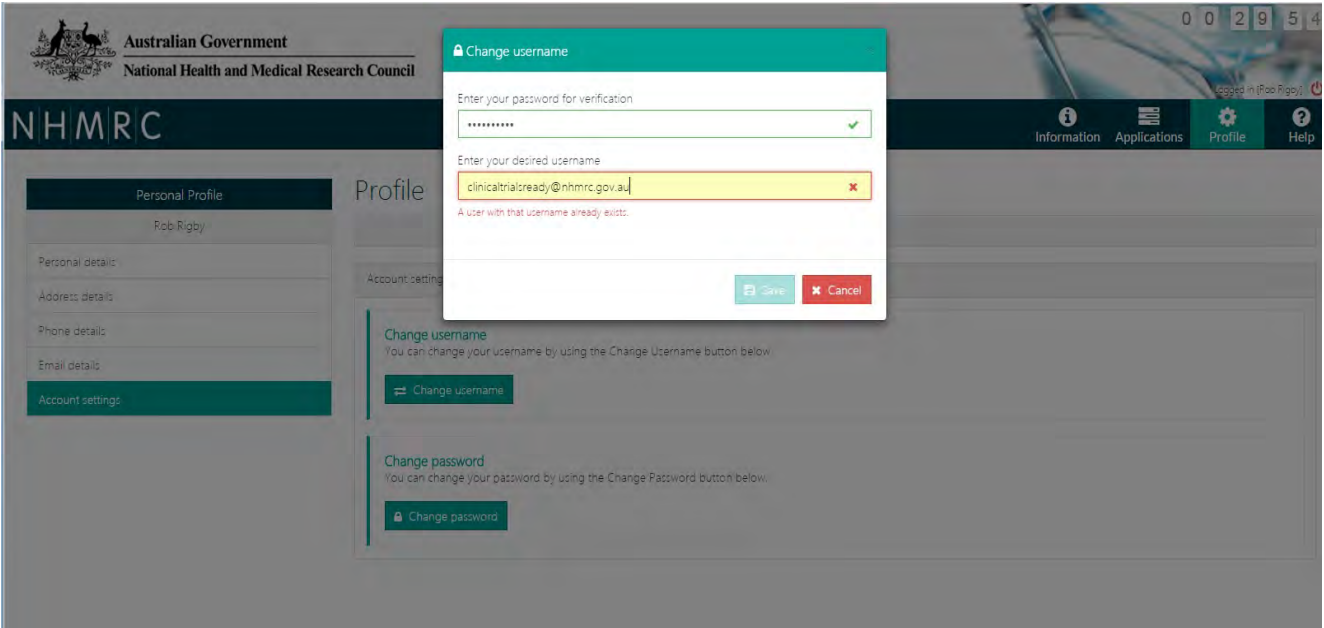 0 0 2 9 5 4
Australian Government
National Health and Medical Research Council
Logged in [Rob Rigby]
NHMRC
Information Applications Profile Help
Change username
Enter your password for verification
••••••••••
Enter your desired username
clinicaltrialsready@nhmrc.gov.au
A user with that username already exists.
Save Cancel
Personal Profile
Rob Rigby
Personal details
Address details
Phone details
Email details
Account settings
Profile
Account setting
Change username
You can change your username by using the Change Username button below.
Change username
Change password
You can change your password by using the Change Password button below.
Change password